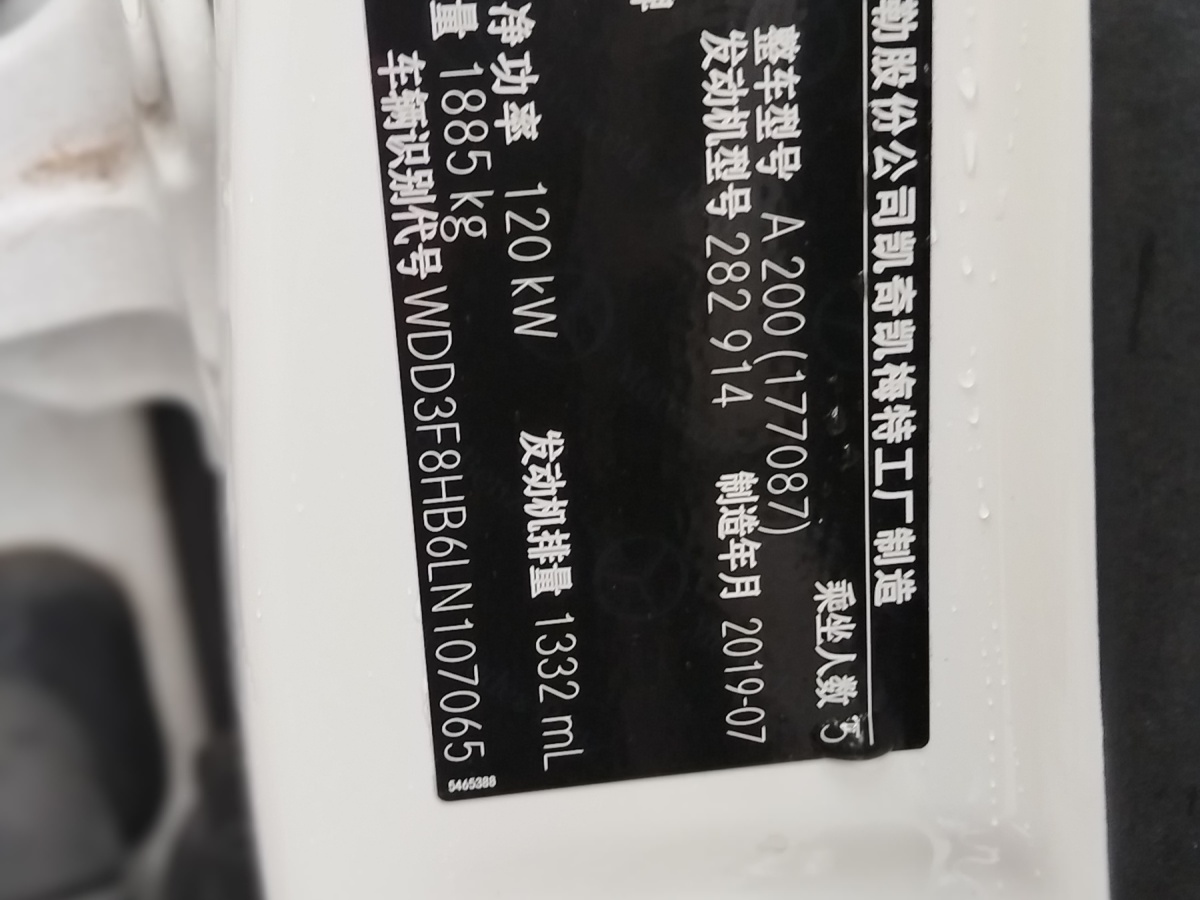 勒股份公司凯奇凯梅特工厂制造
乘坐人数 5
整车型号 A 200 (177087)
发动机型号 282 914 制造年月 2019-07
净功率 120 kW 发动机排量 1332 mL
量 1885 kg
车辆识别代号 WDD3F8HB6LN107065
5465388